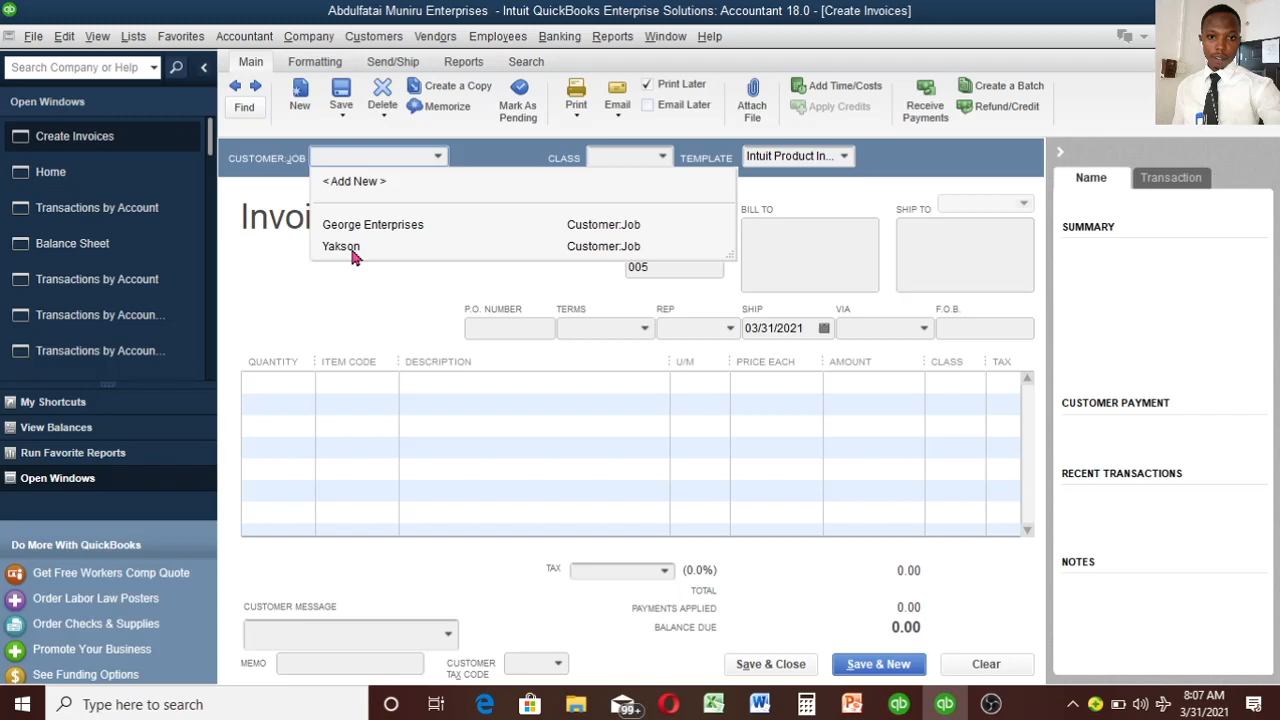 Abdulfatai Muniru Enterprises - Intuit QuickBooks Enterprise Solutions: Accountant 18.0 - [Create Invoices]
File Edit View Lists Favorites Accountant Company Customers Vendors Employees Banking Reports Window Help
Search Company or Help
Main Formatting Send/Ship Reports Search
Find
New
Save
Delete
Create a Copy
Memorize
Mark As Pending
Print
Email
Print Later
Email Later
Attach File
Add Time/Costs
Apply Credits
Receive Payments
Create a Batch
Refund/Credit
Open Windows
Create Invoices
Home
Transactions by Account
Balance Sheet
Transactions by Account
Transactions by Accoun...
Transactions by Accoun...
My Shortcuts
View Balances
Run Favorite Reports
Open Windows
Do More With QuickBooks
Get Free Workers Comp Quote
Order Labor Law Posters
Order Checks & Supplies
Promote Your Business
See Funding Options
CUSTOMER:JOB CLASS TEMPLATE Intuit Product In...
< Add New >
George Enterprises Customer:Job
Yakson Customer:Job
Invoi
005
BILL TO
SHIP TO
P.O. NUMBER TERMS REP SHIP VIA F.O.B.
03/31/2021
QUANTITY ITEM CODE DESCRIPTION U/M PRICE EACH AMOUNT CLASS TAX
TAX (0.0%) 0.00
TOTAL
PAYMENTS APPLIED 0.00
BALANCE DUE 0.00
CUSTOMER MESSAGE
MEMO
CUSTOMER TAX CODE
Save & Close Save & New Clear
Name Transaction
SUMMARY
CUSTOMER PAYMENT
RECENT TRANSACTIONS
NOTES
Type here to search
99+
8:07 AM
3/31/2021